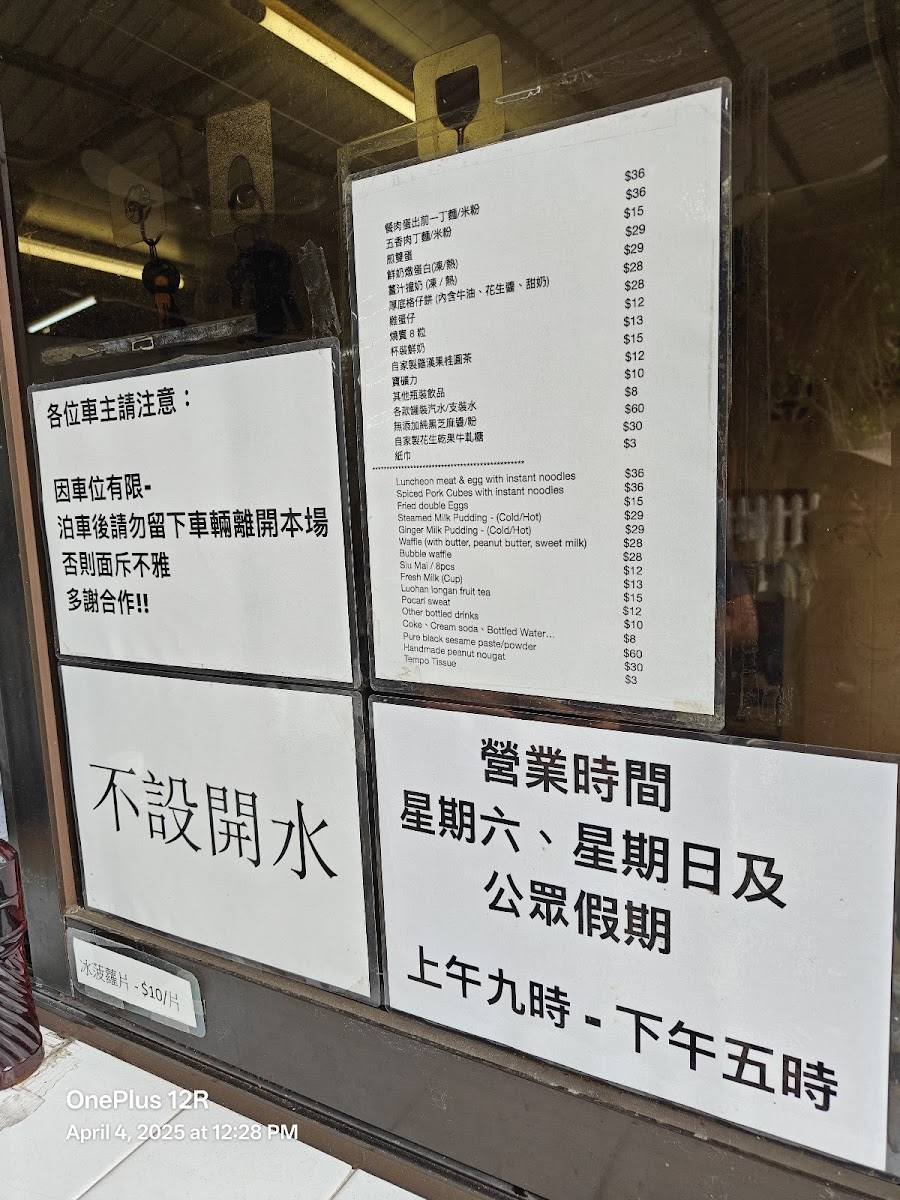 餐肉蛋出前一丁麵/米粉 $36
五香肉丁麵/米粉 $36
煎雙蛋 $15
鮮奶燉蛋白(凍/熱) $29
薑汁撞奶 (凍 / 熱) $29
厚底格仔餅 (內含牛油、花生醬、甜奶) $28
雞蛋仔 $28
燒賣 8 粒 $12
杯裝鮮奶 $13
自家製羅漢果桂圓茶 $15
寶礦力 $12
其他瓶裝飲品 $10
各款罐裝汽水/支裝水 $8
無添加純黑芝麻醬/粉 $60
自家製花生乾果牛軋糖 $30
紙巾 $3
************************************************
Luncheon meat & egg with instant noodles $36
Spiced Pork Cubes with instant noodles $36
Fried double Eggs $15
Steamed Milk Pudding - (Cold/Hot) $29
Ginger Milk Pudding - (Cold/Hot) $29
Waffle (with butter, peanut butter, sweet milk) $28
Bubble waffle $28
Siu Mai / 8pcs $12
Fresh Milk (Cup) $13
Luohan longan fruit tea $15
Pocari sweat $12
Other bottled drinks $10
Coke、Cream soda、Bottled Water… $8
Pure black sesame paste/powder $60
Handmade peanut nougat $30
Tempo Tissue $3
各位車主請注意：
因車位有限-
泊車後請勿留下車輛離開本場
否則面斥不雅
多謝合作!!
不設開水
營業時間
星期六、星期日及
公眾假期
上午九時 - 下午五時
冰菠蘿片 - $10/片
OnePlus 12R
April 4, 2025 at 12:28 PM